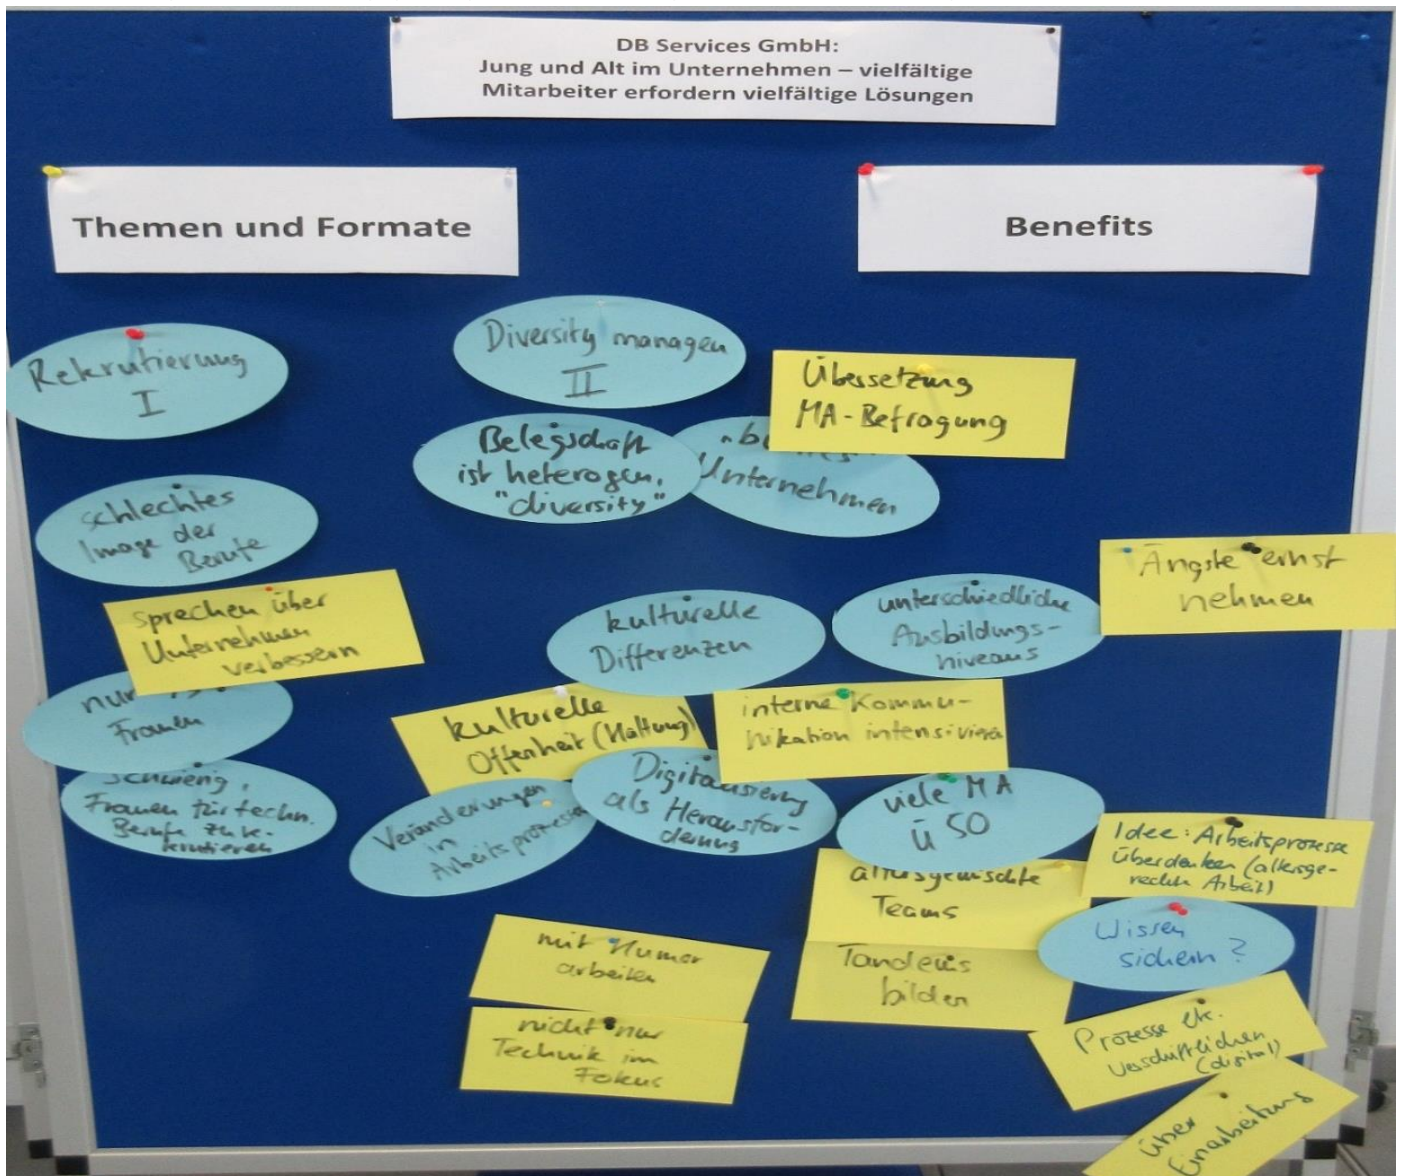 DB Services GmbH:
Jung und Alt im Unternehmen – vielfältige
Mitarbeiter erfordern vielfältige Lösungen
Themen und Formate
Benefits
Rekrutierung
I
Diversity managen
II
Übersetzung
MA-Befragung
Belegschaft
ist heterogen,
"diversity"
Unternehmen
schlechtes
Image der
Berufe
sprechen über
Unternehmen
verbessern
nur
Frauen
schwierig,
Frauen für techn.
Berufe zu re-
krutieren
kulturelle
Differenzen
unterschiedliche
Ausbildungs-
niveaus
Ängste ernst
nehmen
kulturelle
Offenheit (Haltung)
interne Kommu-
nikation intensivieren
Veränderungen
in
Arbeitsprozessen
Digitalisierung
als Herausfor-
derung
viele MA
ü 50
Idee: Arbeitsprozesse
überdenken (altersge-
rechte Arbeit)
altersgemischte
Teams
Tandems
bilden
Wissen
sichern?
mit Humor
arbeiten
nicht nur
Technik im
Fokus
Prozesse etc.
verschriftlichen
(digital)
über
Einarbeitung